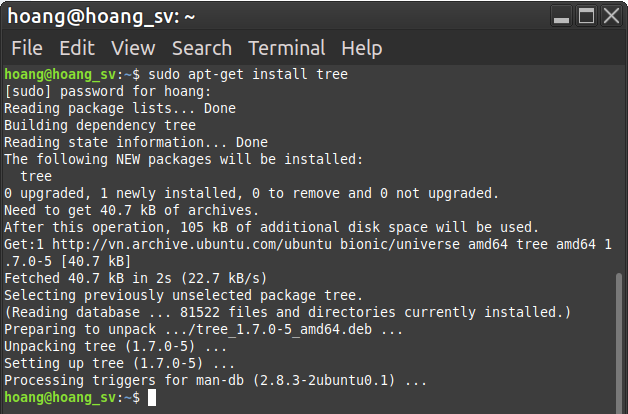 hoang@hoang_sv: ~
File Edit View Search Terminal Help
hoang@hoang_sv:~$ sudo apt-get install tree
[sudo] password for hoang:
Reading package lists... Done
Building dependency tree
Reading state information... Done
The following NEW packages will be installed:
  tree
0 upgraded, 1 newly installed, 0 to remove and 0 not upgraded.
Need to get 40.7 kB of archives.
After this operation, 105 kB of additional disk space will be used.
Get:1 http://vn.archive.ubuntu.com/ubuntu bionic/universe amd64 tree amd64 1
.7.0-5 [40.7 kB]
Fetched 40.7 kB in 2s (22.7 kB/s)
Selecting previously unselected package tree.
(Reading database ... 81522 files and directories currently installed.)
Preparing to unpack .../tree_1.7.0-5_amd64.deb ...
Unpacking tree (1.7.0-5) ...
Setting up tree (1.7.0-5) ...
Processing triggers for man-db (2.8.3-2ubuntu0.1) ...
hoang@hoang_sv:~$